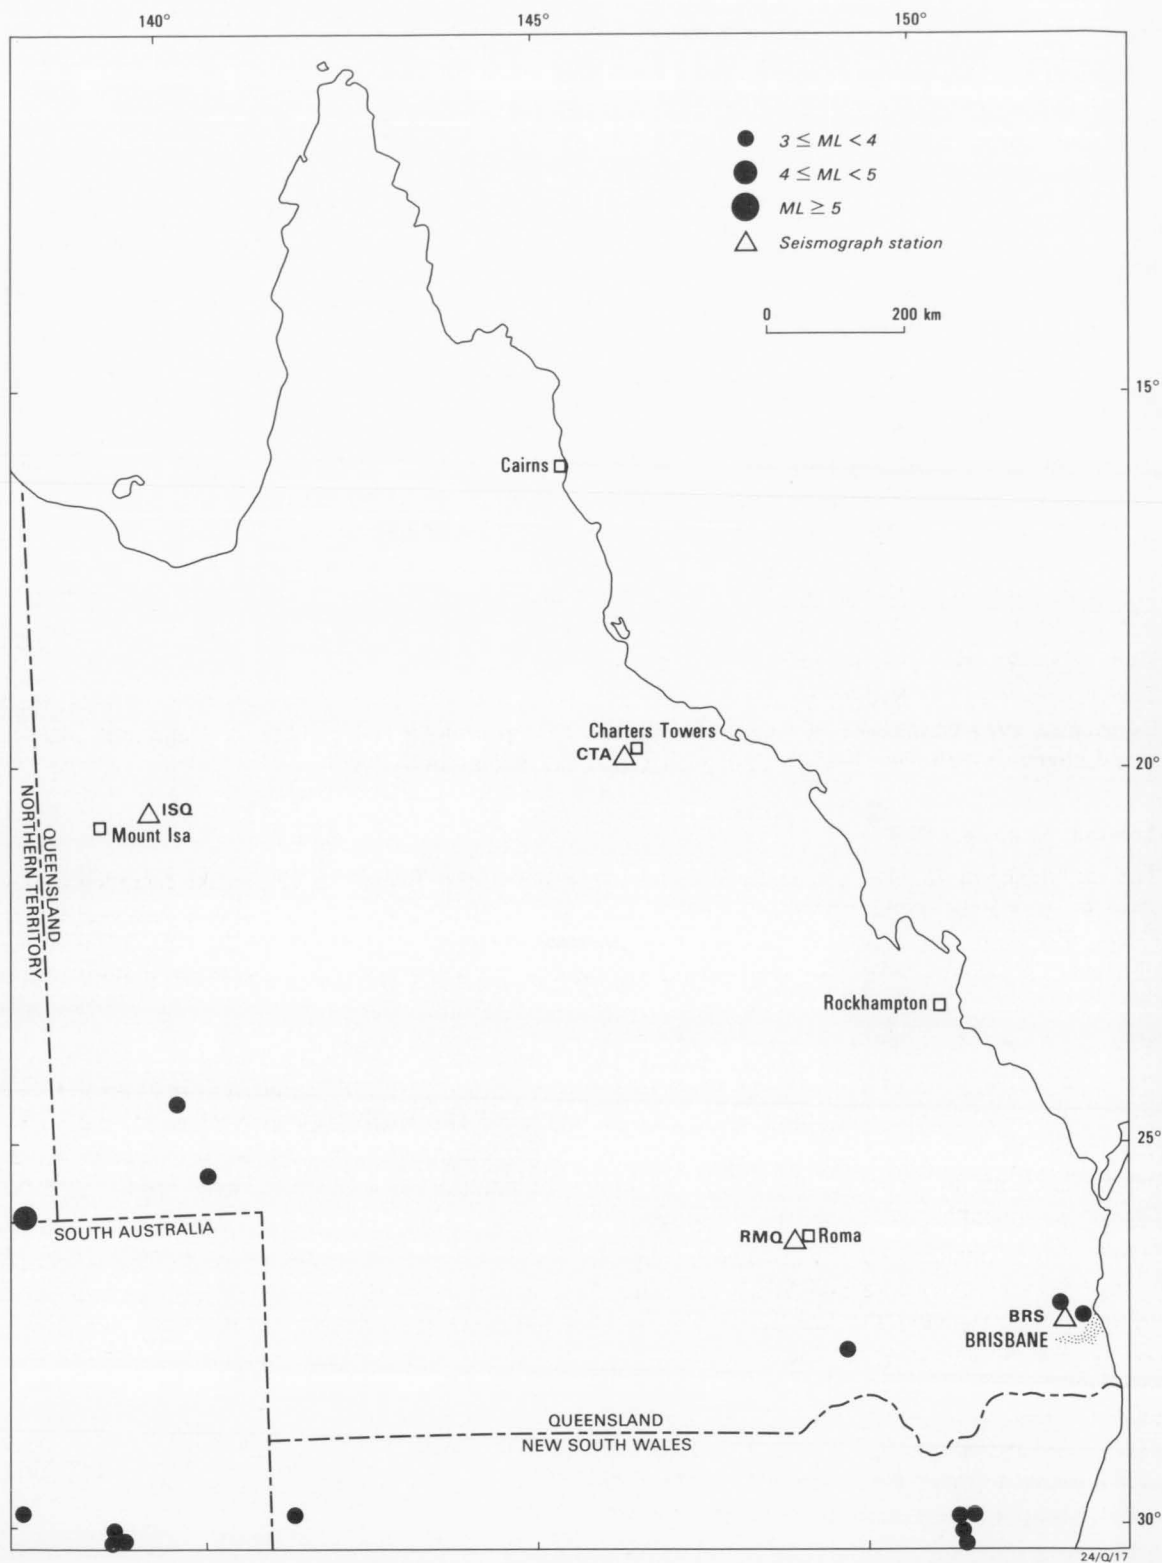 140° 145° 150°
3 ≤ ML < 4
4 ≤ ML < 5
ML ≥ 5
Seismograph station
0 200 km
15°
Cairns
Charters Towers
CTA
20°
ISQ
Mount Isa
QUEENSLAND
NORTHERN TERRITORY
Rockhampton
25°
SOUTH AUSTRALIA
RMQ Roma
BRS
BRISBANE
QUEENSLAND
NEW SOUTH WALES
30°
24/Q/17